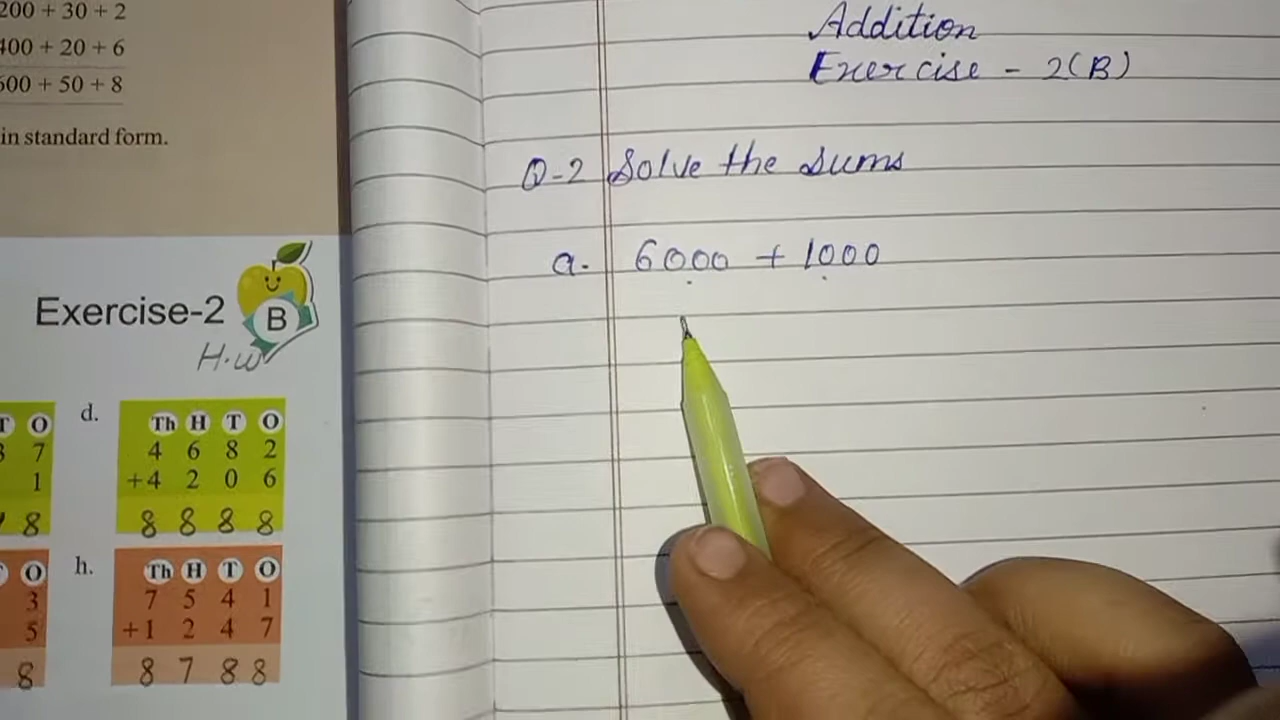 200 + 30 + 2
400 + 20 + 6
600 + 50 + 8
in standard form.
Exercise-2 B
H.W
T O
3 7
1
8
d.
Th H T O
4 6 8 2
+4 2 0 6
8 8 8 8
O
3
5
8
h.
Th H T O
7 5 4 1
+1 2 4 7
8 7 8 8
Addition
Exercise - 2(B)
Q-2 Solve the sums
a. 6000 + 1000